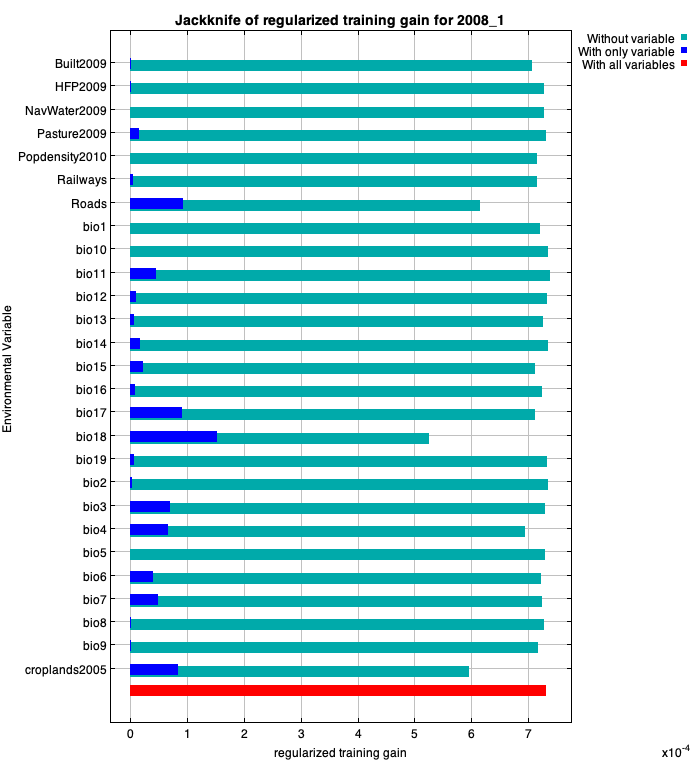 Jackknife of regularized training gain for 2008_1
Without variable
With only variable
With all variables
Environmental Variable
Built2009
HFP2009
NavWater2009
Pasture2009
Popdensity2010
Railways
Roads
bio1
bio10
bio11
bio12
bio13
bio14
bio15
bio16
bio17
bio18
bio19
bio2
bio3
bio4
bio5
bio6
bio7
bio8
bio9
croplands2005
0 1 2 3 4 5 6 7
regularized training gain
x10⁻⁴